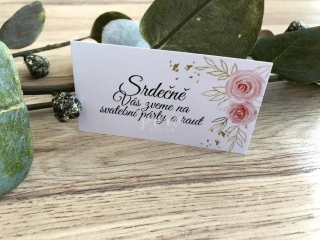 Srdečně
Vás zveme na
svatební párty a raut